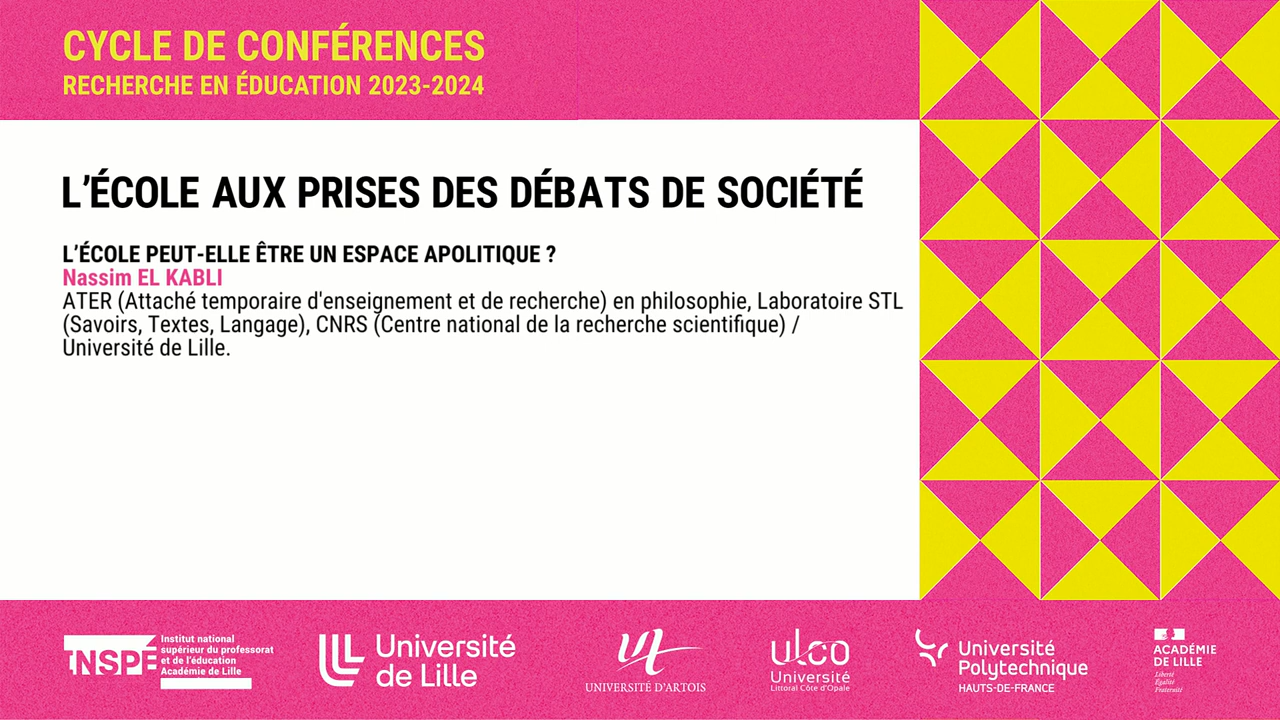 CYCLE DE CONFÉRENCES
RECHERCHE EN ÉDUCATION 2023-2024
L’ÉCOLE AUX PRISES DES DÉBATS DE SOCIÉTÉ
L’ÉCOLE PEUT-ELLE ÊTRE UN ESPACE APOLITIQUE ?
Nassim EL KABLI
ATER (Attaché temporaire d'enseignement et de recherche) en philosophie, Laboratoire STL
(Savoirs, Textes, Langage), CNRS (Centre national de la recherche scientifique) /
Université de Lille.
INSPÉ
Institut national
supérieur du professorat
et de l'éducation
Académie de Lille
Université
de Lille
UA
UNIVERSITÉ D'ARTOIS
ulco
Université
Littoral Côte d'Opale
Université
Polytechnique
HAUTS-DE-FRANCE
ACADÉMIE
DE LILLE
Liberté
Égalité
Fraternité